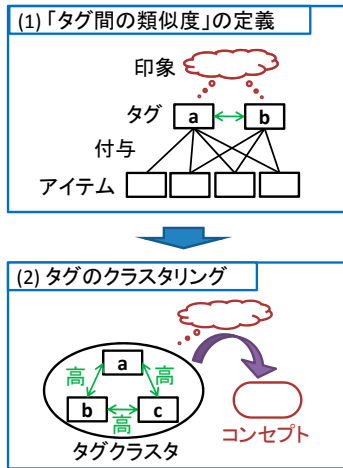 (1)「タグ間の類似度」の定義
印象
タグ
a
b
付与
アイテム
(2) タグのクラスタリング
a
高
高
b
高
c
タグクラスタ
コンセプト